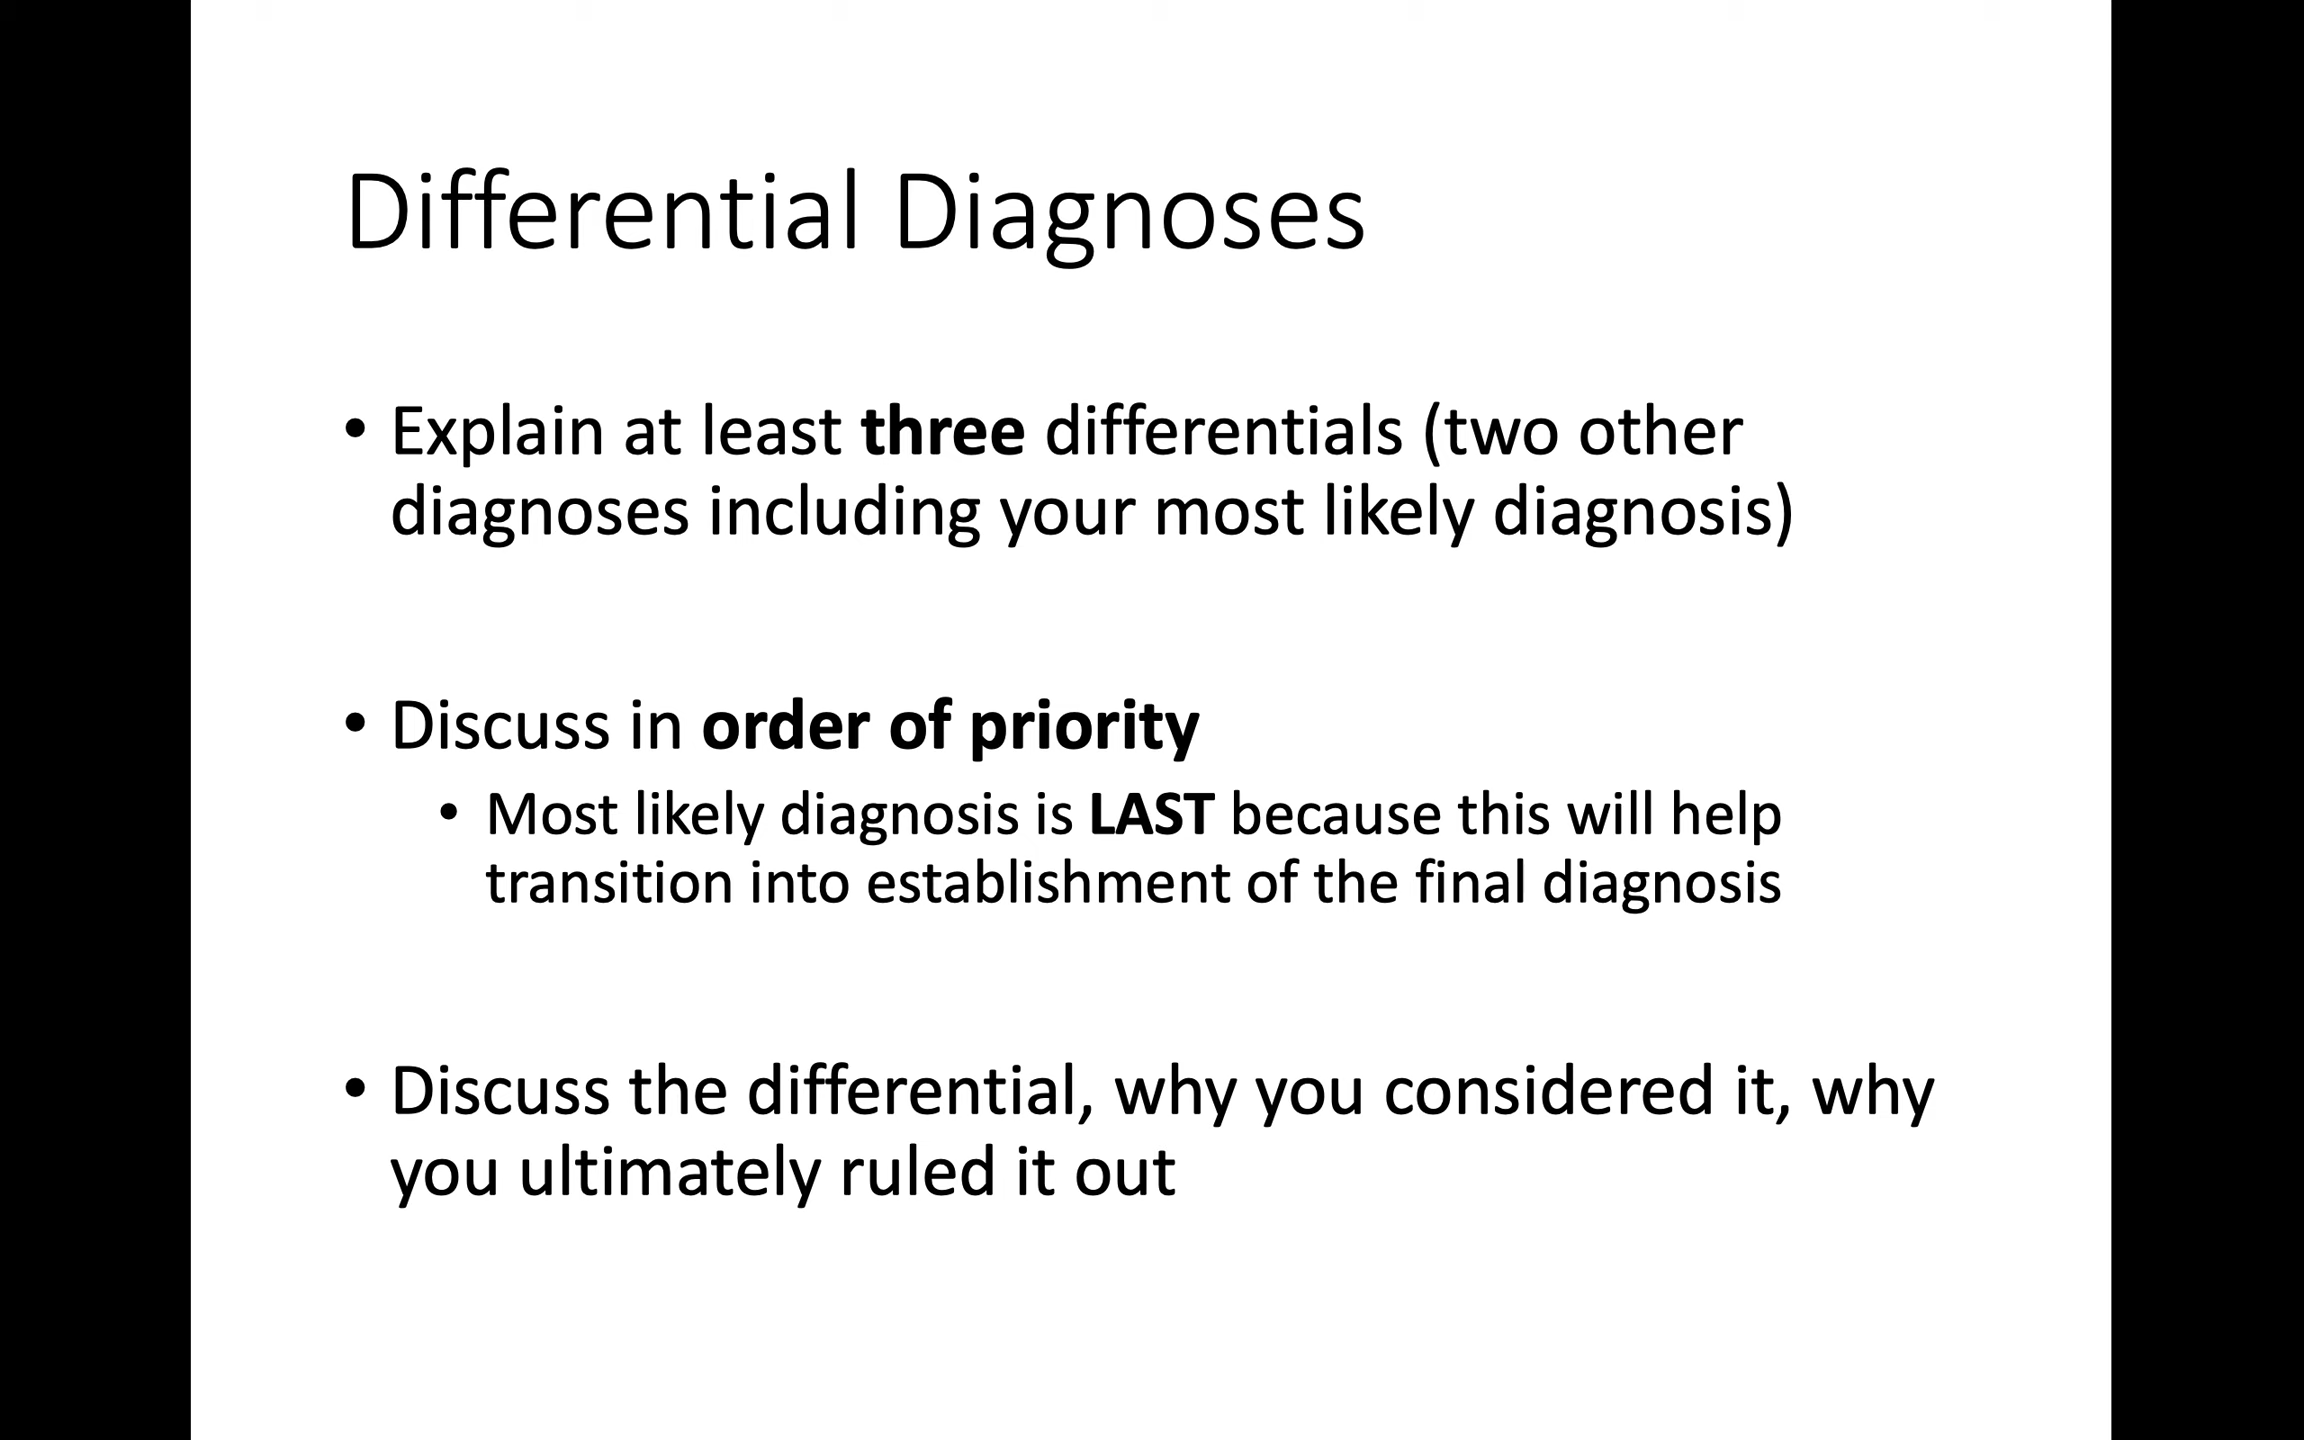 Differential Diagnoses
• Explain at least three differentials (two other
diagnoses including your most likely diagnosis)
• Discuss in order of priority
• Most likely diagnosis is LAST because this will help
transition into establishment of the final diagnosis
• Discuss the differential, why you considered it, why
you ultimately ruled it out